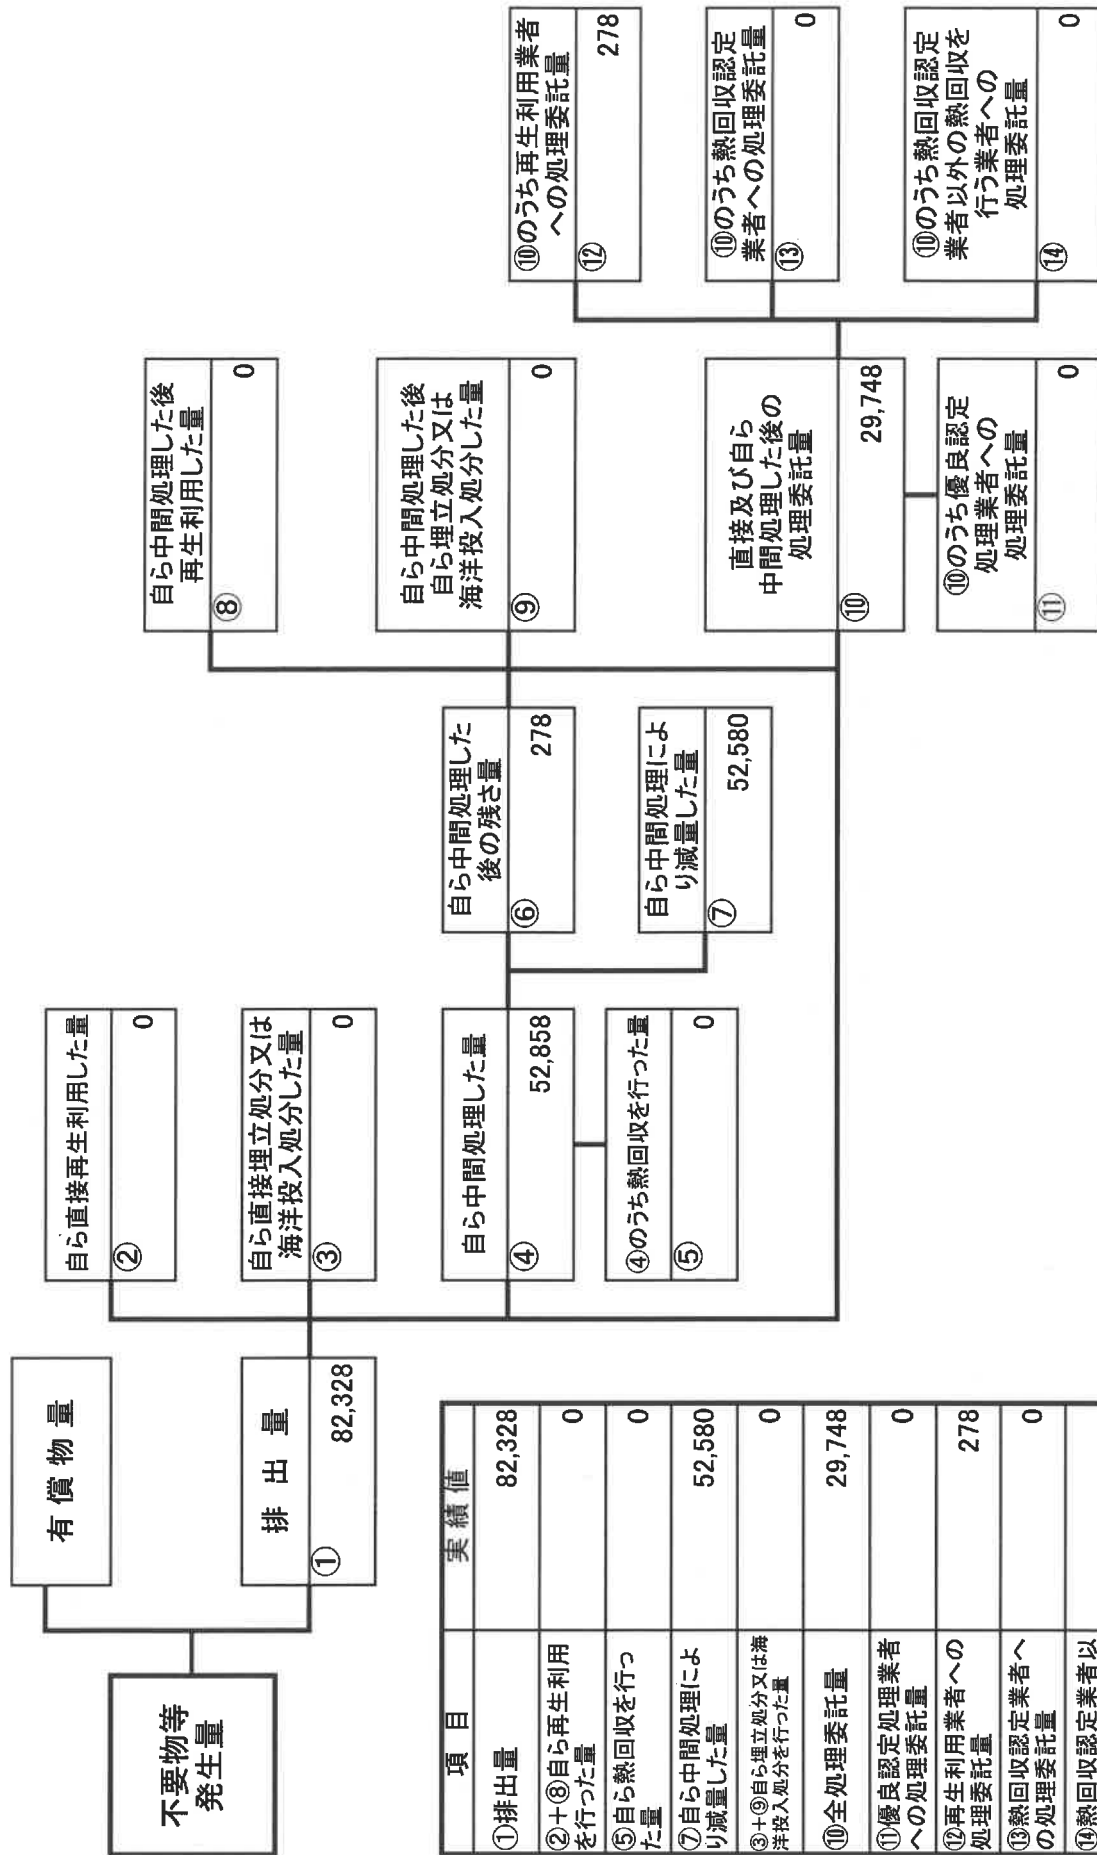 不要物等
発生量
有 償 物 量
排 出 量
①
82,328
自ら直接再生利用した量
②
0
自ら直接埋立処分又は
海洋投入処分した量
③
0
自ら中間処理した量
④
52,858
④のうち熱回収を行った量
⑤
0
自ら中間処理した
後の残さ量
⑥
278
自ら中間処理によ
り減量した量
⑦
52,580
自ら中間処理した後
再生利用した量
⑧
0
自ら中間処理した後
自ら埋立処分又は
海洋投入処分した量
⑨
0
直接及び自ら
中間処理した後の
処理委託量
⑩
29,748
⑩のうち優良認定
処理業者への
処理委託量
⑪
0
⑩のうち再生利用業者
への処理委託量
⑫
278
⑩のうち熱回収認定
業者への処理委託量
⑬
0
⑩のうち熱回収認定
業者以外の熱回収を
行う業者への
処理委託量
⑭
0
項 目
実 績 値
①排出量
82,328
②+⑧自ら再生利用
を行った量
0
⑤自ら熱回収を行っ
た量
0
⑦自ら中間処理によ
り減量した量
52,580
③+⑨自ら埋立処分又は海
洋投入処分を行った量
0
⑩全処理委託量
29,748
⑪優良認定処理業者
への処理委託量
0
⑫再生利用業者への
処理委託量
278
⑬熱回収認定業者へ
の処理委託量
0
⑭熱回収認定業者以